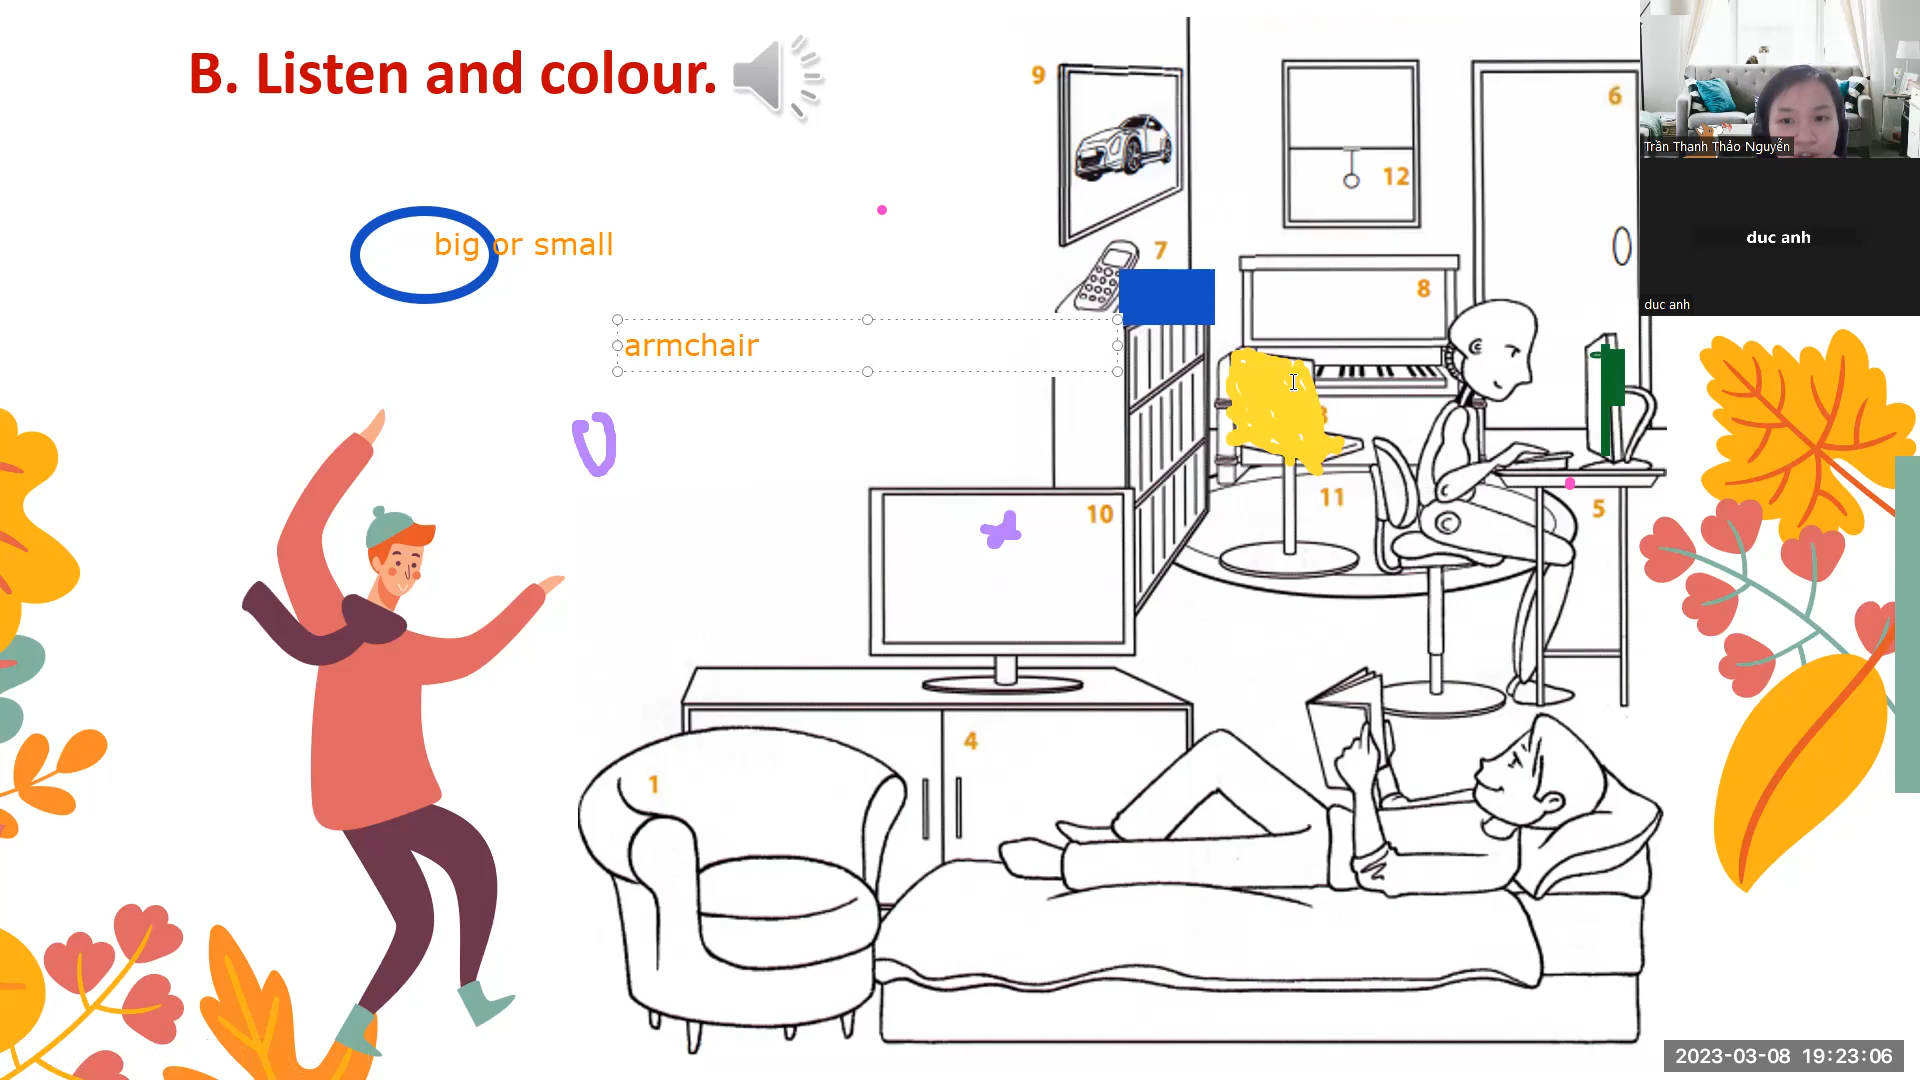 B. Listen and colour.
big or small
armchair
9
7
12
6
8
11
5
10
4
1
Trần Thanh Thảo Nguyễn
duc anh
duc anh
2023-03-08 19:23:06